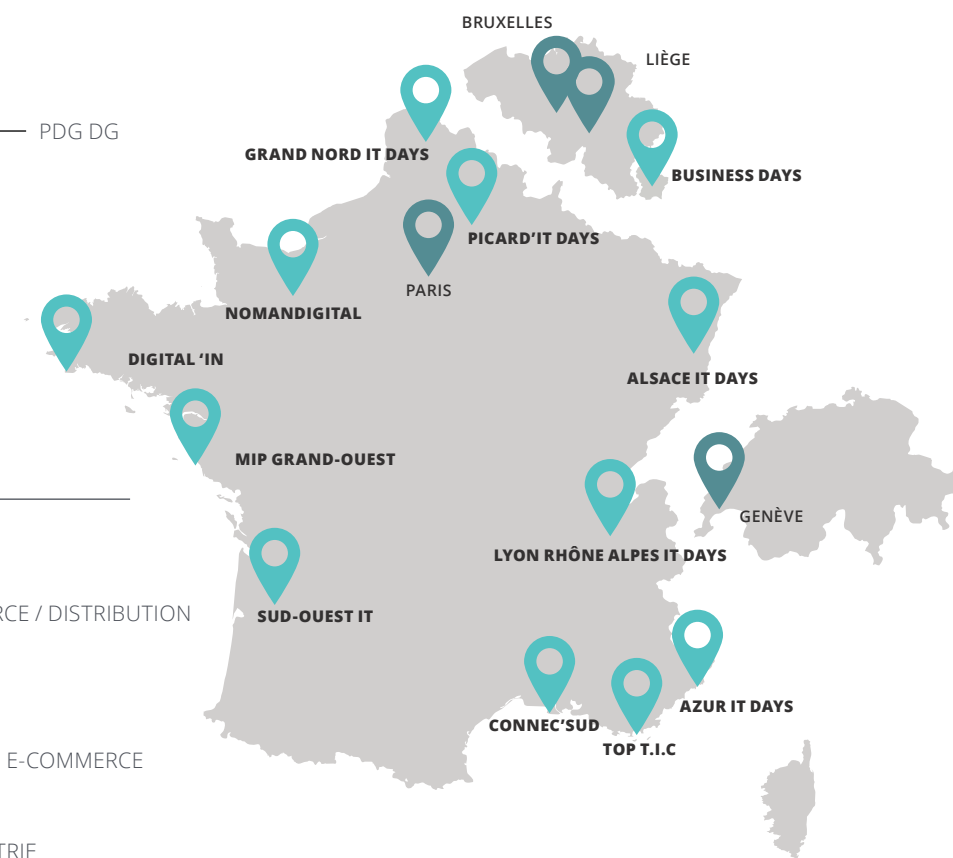 BRUXELLES
LIÈGE
PDG DG
GRAND NORD IT DAYS
BUSINESS DAYS
PICARD’IT DAYS
PARIS
NOMANDIGITAL
DIGITAL ‘IN
ALSACE IT DAYS
MIP GRAND-OUEST
GENÈVE
LYON RHÔNE ALPES IT DAYS
RCE / DISTRIBUTION
SUD-OUEST IT
AZUR IT DAYS
CONNEC’SUD
TOP T.I.C
E-COMMERCE